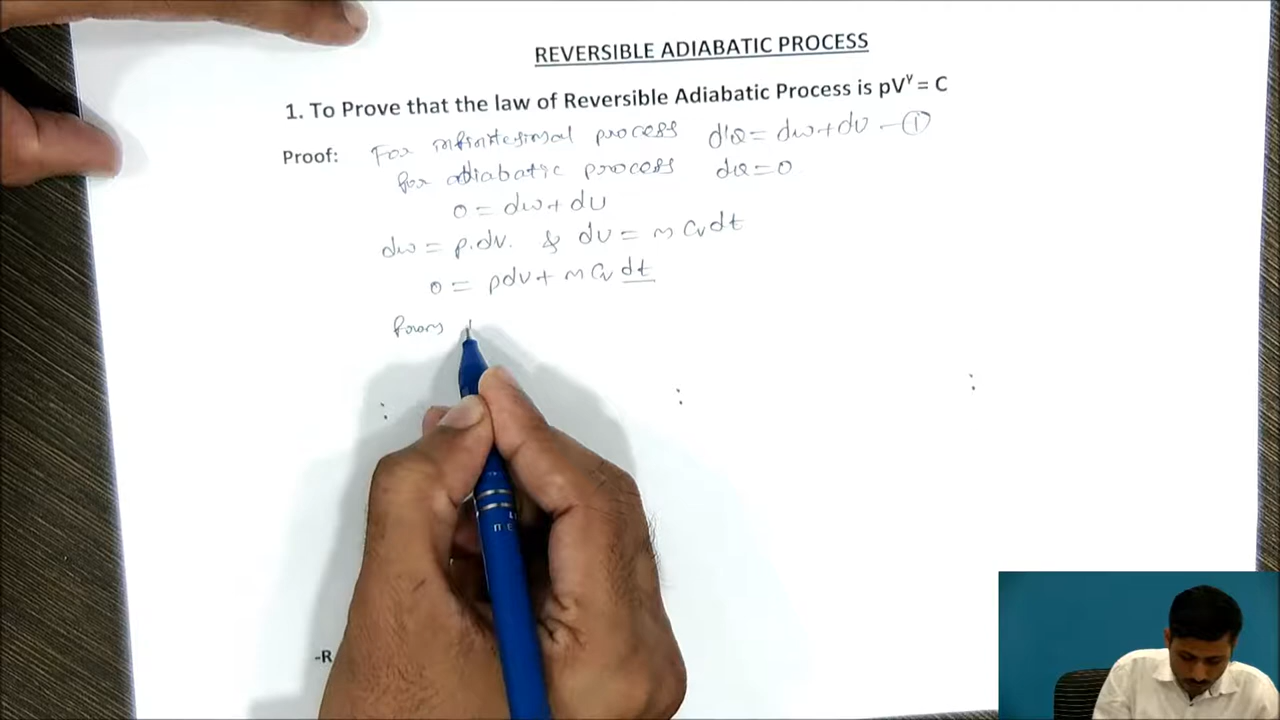 REVERSIBLE ADIABATIC PROCESS
1. To Prove that the law of Reversible Adiabatic Process is pVᵞ = C
Proof: For infinitesimal process d'Q = dw + dU — ①
for adiabatic process dQ = 0
0 = dw + dU
dw = p.dv. & dU = m Cv dt
0 = pdv + m Cv dt
from
:
:
:
-R